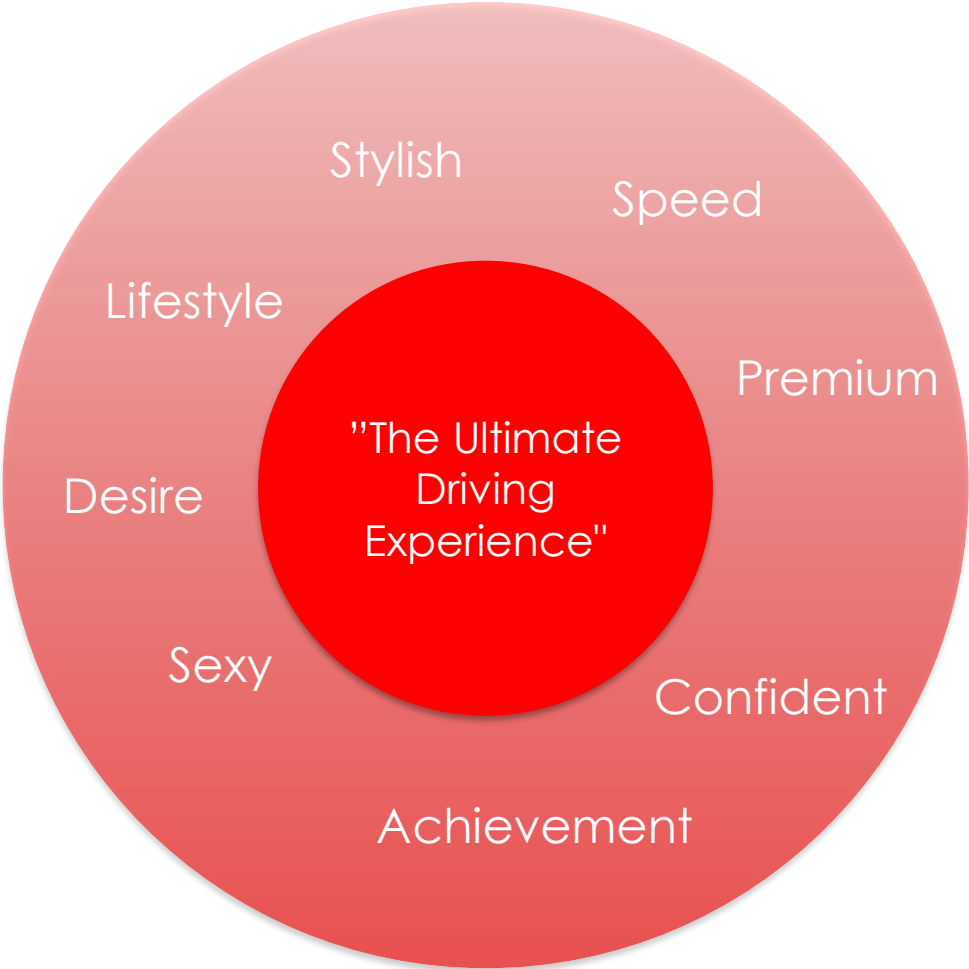 Stylish
Speed
Lifestyle
Premium
”The Ultimate
Driving
Experience"
Desire
Sexy
Confident
Achievement